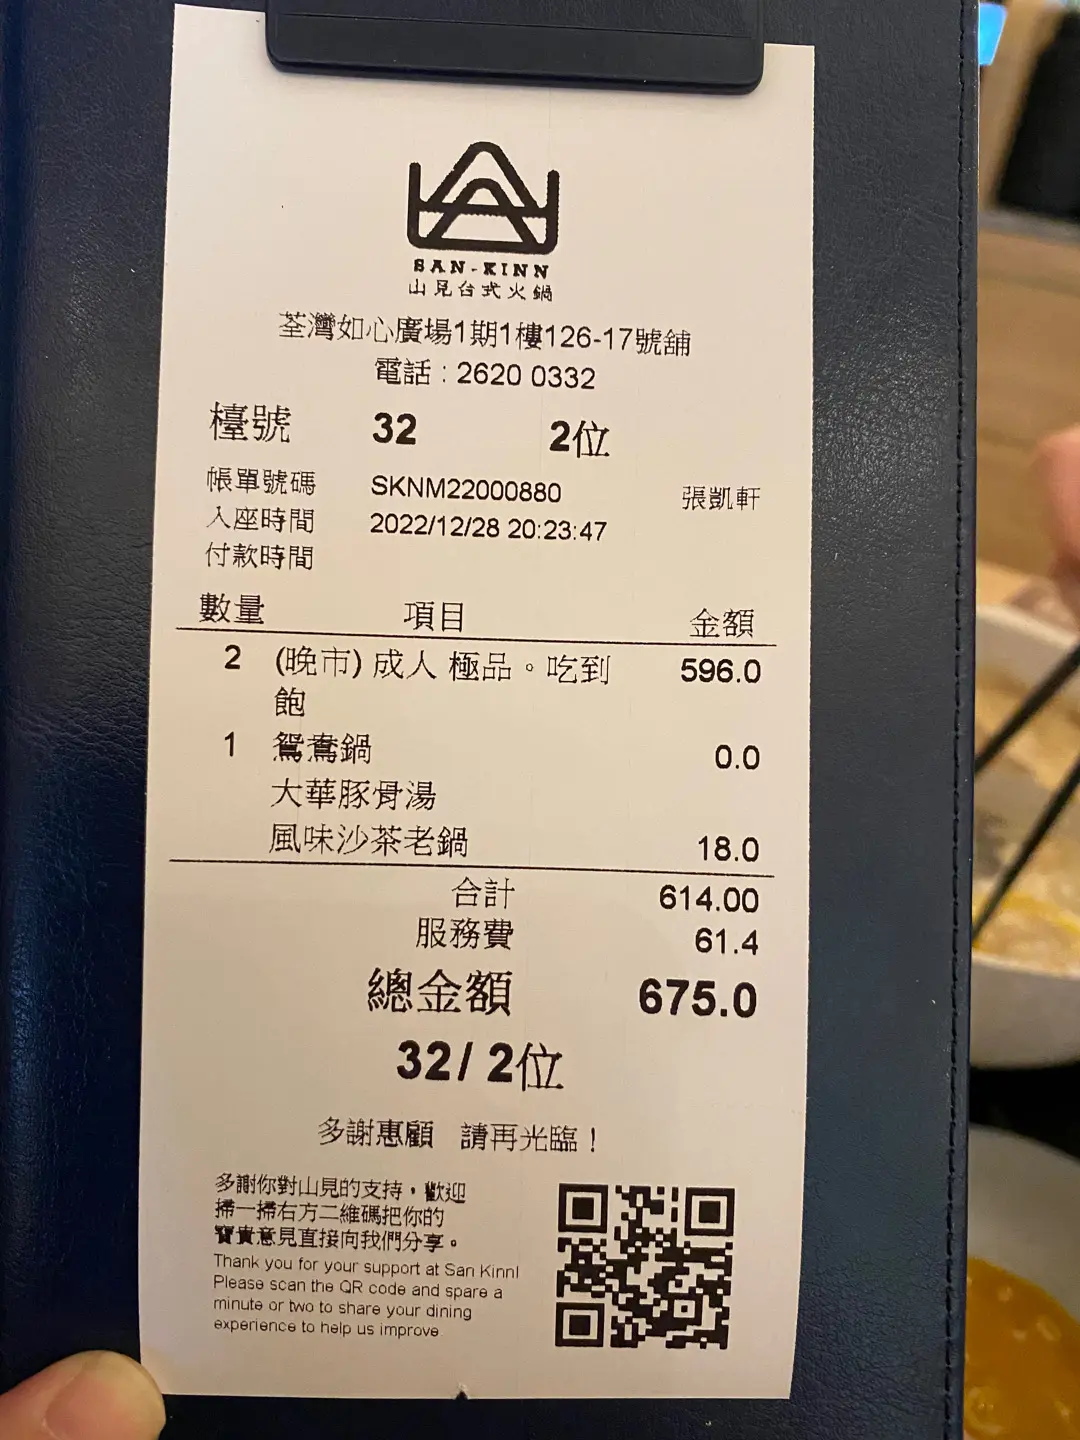 SAN-KINN
山見台式火鍋
荃灣如心廣場1期1樓126-17號舖
電話：2620 0332
檯號 32 2位
帳單號碼 SKNM22000880 張凱軒
入座時間 2022/12/28 20:23:47
付款時間
數量 項目 金額
2 (晚市) 成人 極品。吃到 596.0
飽
1 鴛鴦鍋 0.0
大華豚骨湯
風味沙茶老鍋 18.0
合計 614.00
服務費 61.4
總金額 675.0
32/ 2位
多謝惠顧 請再光臨！
多謝你對山見的支持，歡迎
掃一掃右方二維碼把你的
寶貴意見直接向我們分享。
Thank you for your support at San Kinn!
Please scan the QR code and spare a
minute or two to share your dining
experience to help us improve.